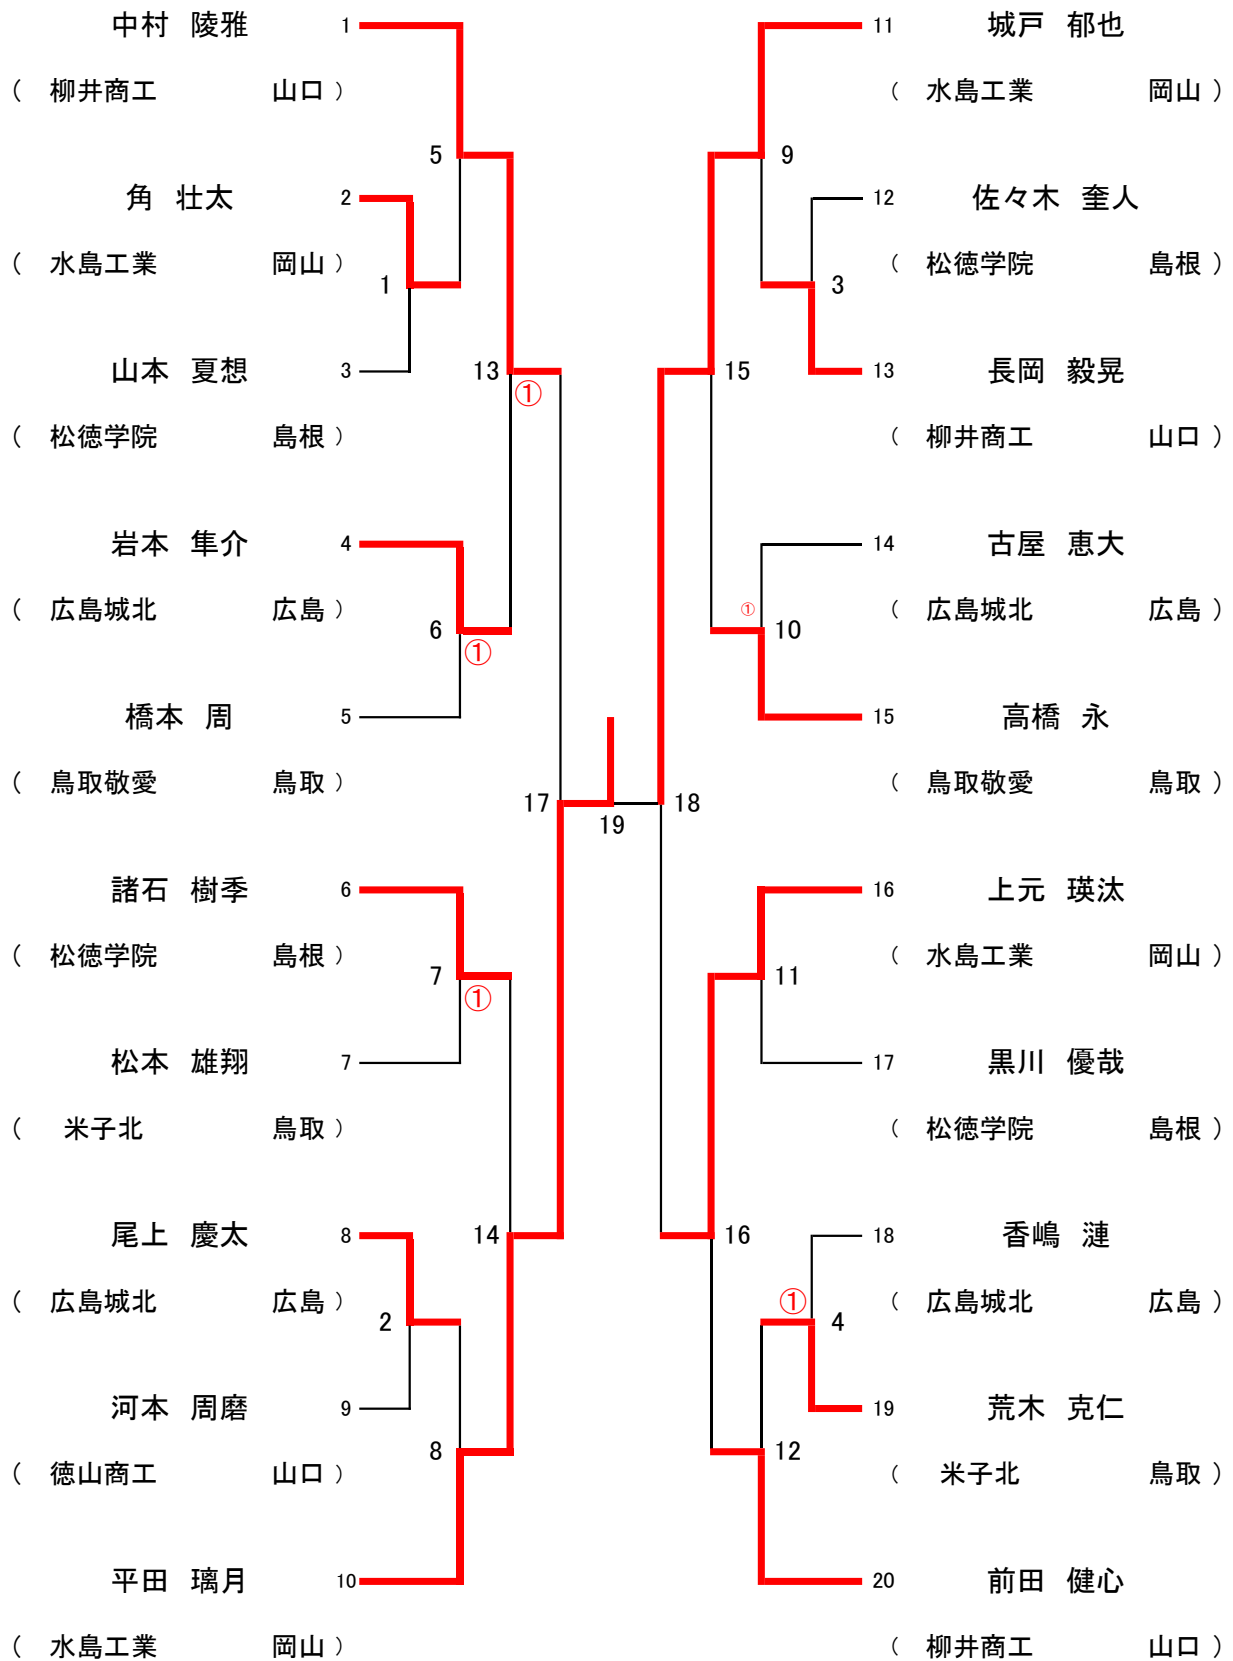 中村 陵雅 1
( 柳井商工 山口 )
5
角 壮太 2
( 水島工業 岡山 )
1
山本 夏想 3
13
①
( 松徳学院 島根 )
岩本 隼介 4
( 広島城北 広島 )
6
①
橋本 周 5
( 鳥取敬愛 鳥取 )
17
19
諸石 樹季 6
( 松徳学院 島根 )
7
①
松本 雄翔 7
( 米子北 鳥取 )
尾上 慶太 8
14
( 広島城北 広島 )
2
河本 周磨 9
8
( 徳山商工 山口 )
平田 璃月 10
( 水島工業 岡山 )
11 城戸 郁也
( 水島工業 岡山 )
9
12 佐々木 奎人
( 松徳学院 島根 )
3
15
13 長岡 毅晃
( 柳井商工 山口 )
14 古屋 恵大
①
( 広島城北 広島 )
10
15 高橋 永
( 鳥取敬愛 鳥取 )
18
16 上元 瑛汰
( 水島工業 岡山 )
11
17 黒川 優哉
( 松徳学院 島根 )
16
18 香嶋 漣
①
( 広島城北 広島 )
4
19 荒木 克仁
12
( 米子北 鳥取 )
20 前田 健心
( 柳井商工 山口 )